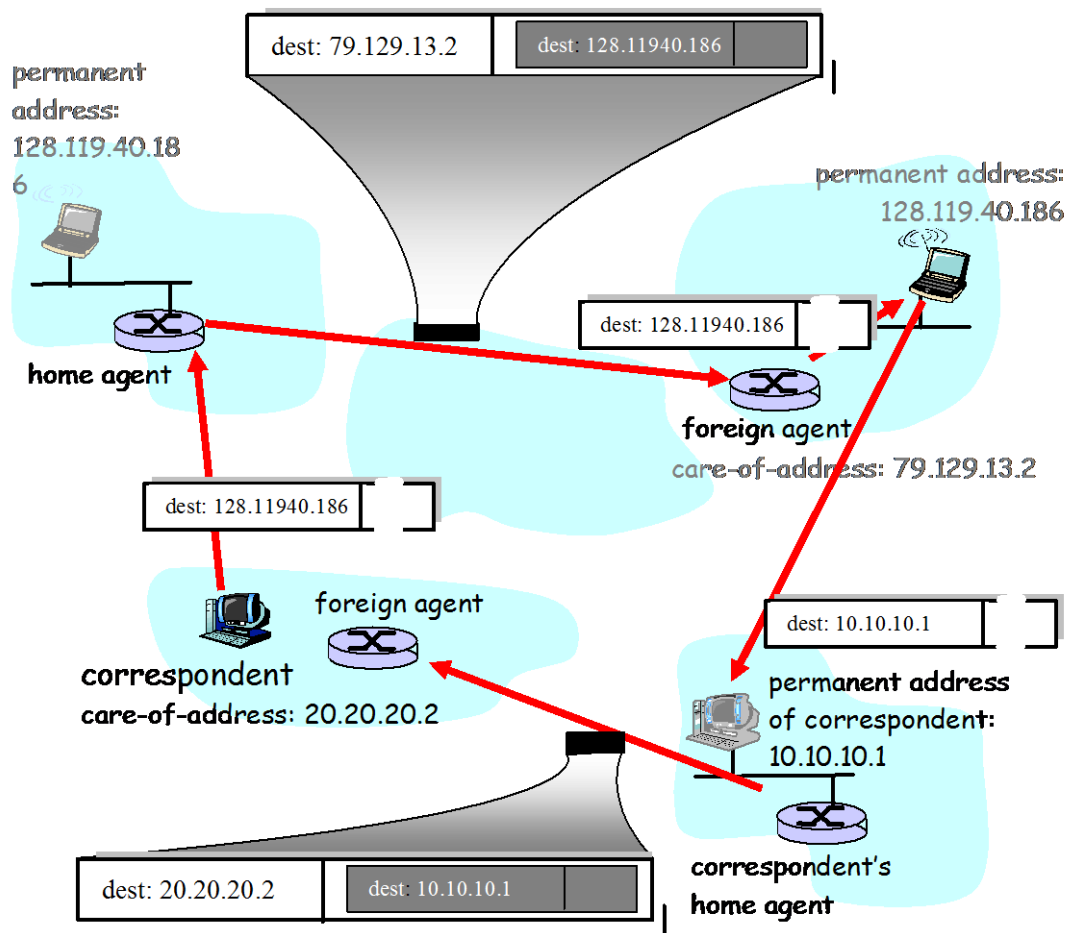 dest: 79.129.13.2
dest: 128.11940.186
permanent
address:
128.119.40.18
6
permanent address:
128.119.40.186
dest: 128.11940.186
home agent
foreign agent
care-of-address: 79.129.13.2
dest: 128.11940.186
foreign agent
correspondent
care-of-address: 20.20.20.2
dest: 10.10.10.1
permanent address
of correspondent:
10.10.10.1
correspondent's
home agent
dest: 20.20.20.2
dest: 10.10.10.1